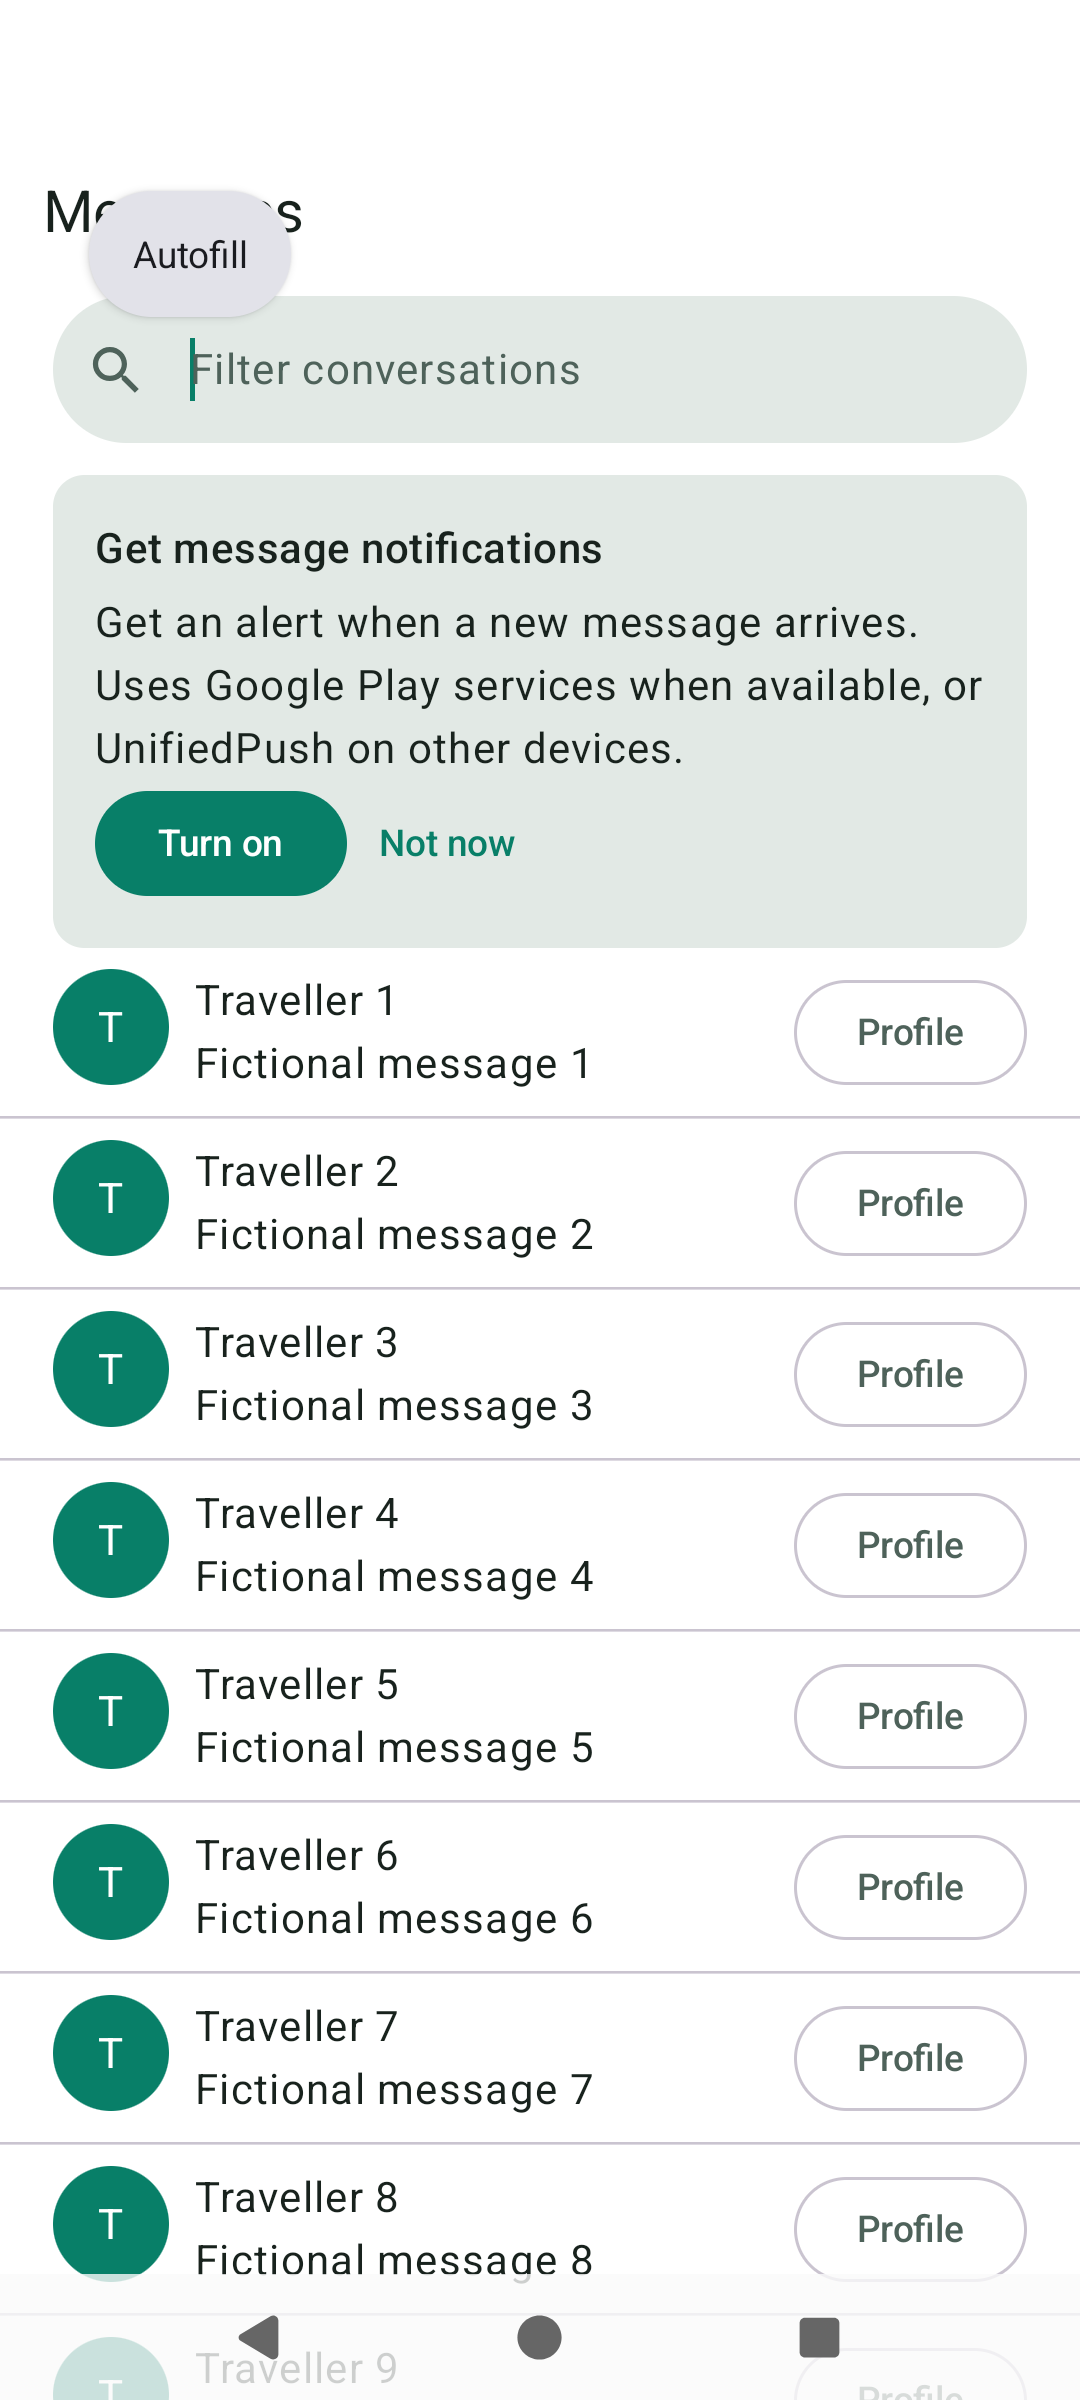 Messages
Autofill
Filter conversations
Get message notifications
Get an alert when a new message arrives.
Uses Google Play services when available, or
UnifiedPush on other devices.
Turn on
Not now
T
Traveller 1
Fictional message 1
Profile
T
Traveller 2
Fictional message 2
Profile
T
Traveller 3
Fictional message 3
Profile
T
Traveller 4
Fictional message 4
Profile
T
Traveller 5
Fictional message 5
Profile
T
Traveller 6
Fictional message 6
Profile
T
Traveller 7
Fictional message 7
Profile
T
Traveller 8
Fictional message 8
Profile
T
Traveller 9
Profile